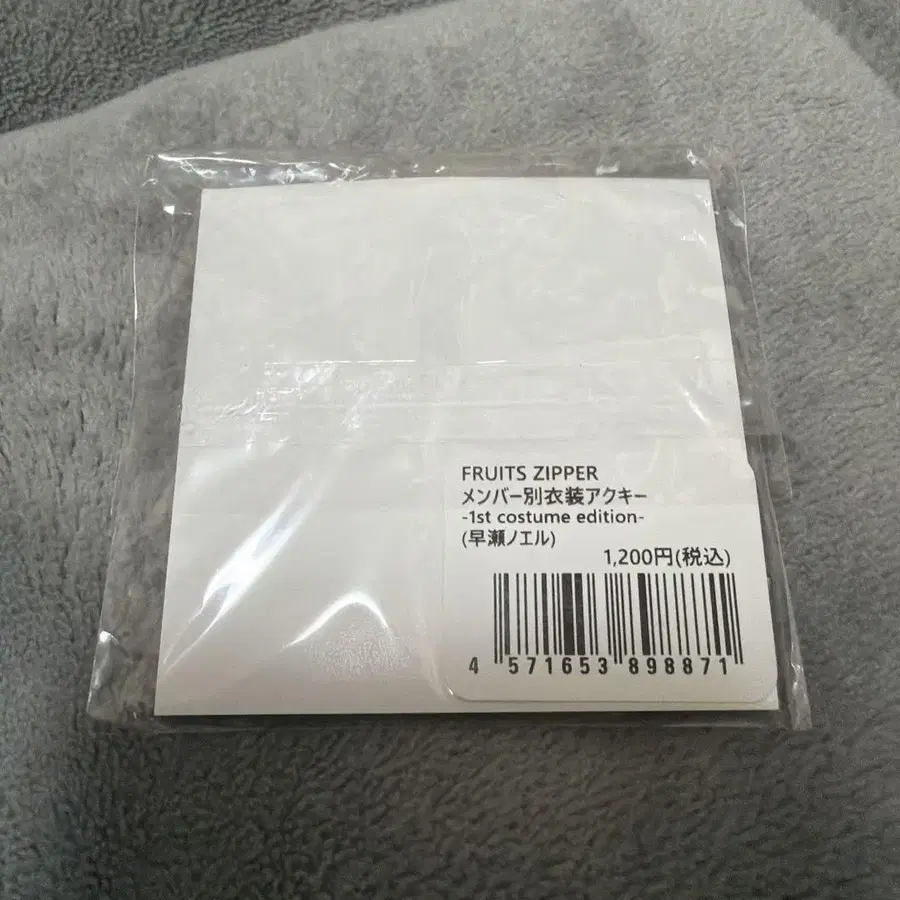 FRUITS ZIPPER
メンバー別衣装アクキー
-1st costume edition-
(早瀬ノエル)
1,200円(税込)
4 571653 898871